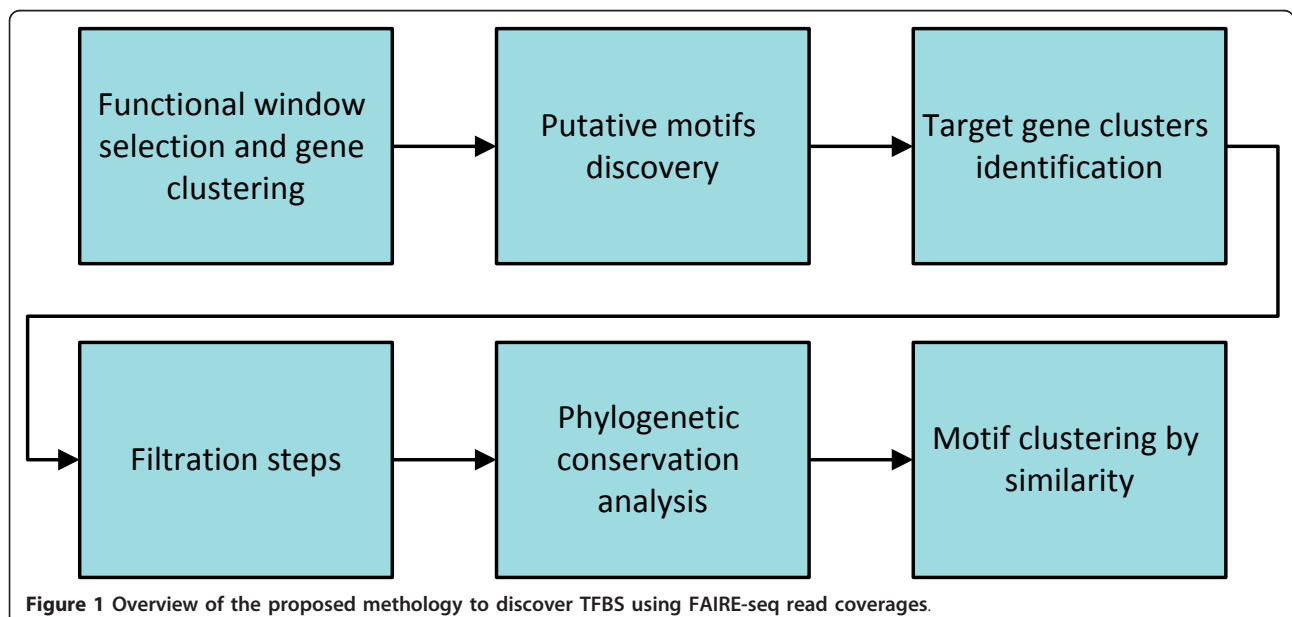 Functional window
selection and gene
clustering
Putative motifs
discovery
Target gene clusters
identification
Filtration steps
Phylogenetic
conservation
analysis
Motif clustering by
similarity
Figure 1 Overview of the proposed methology to discover TFBS using FAIRE-seq read coverages.